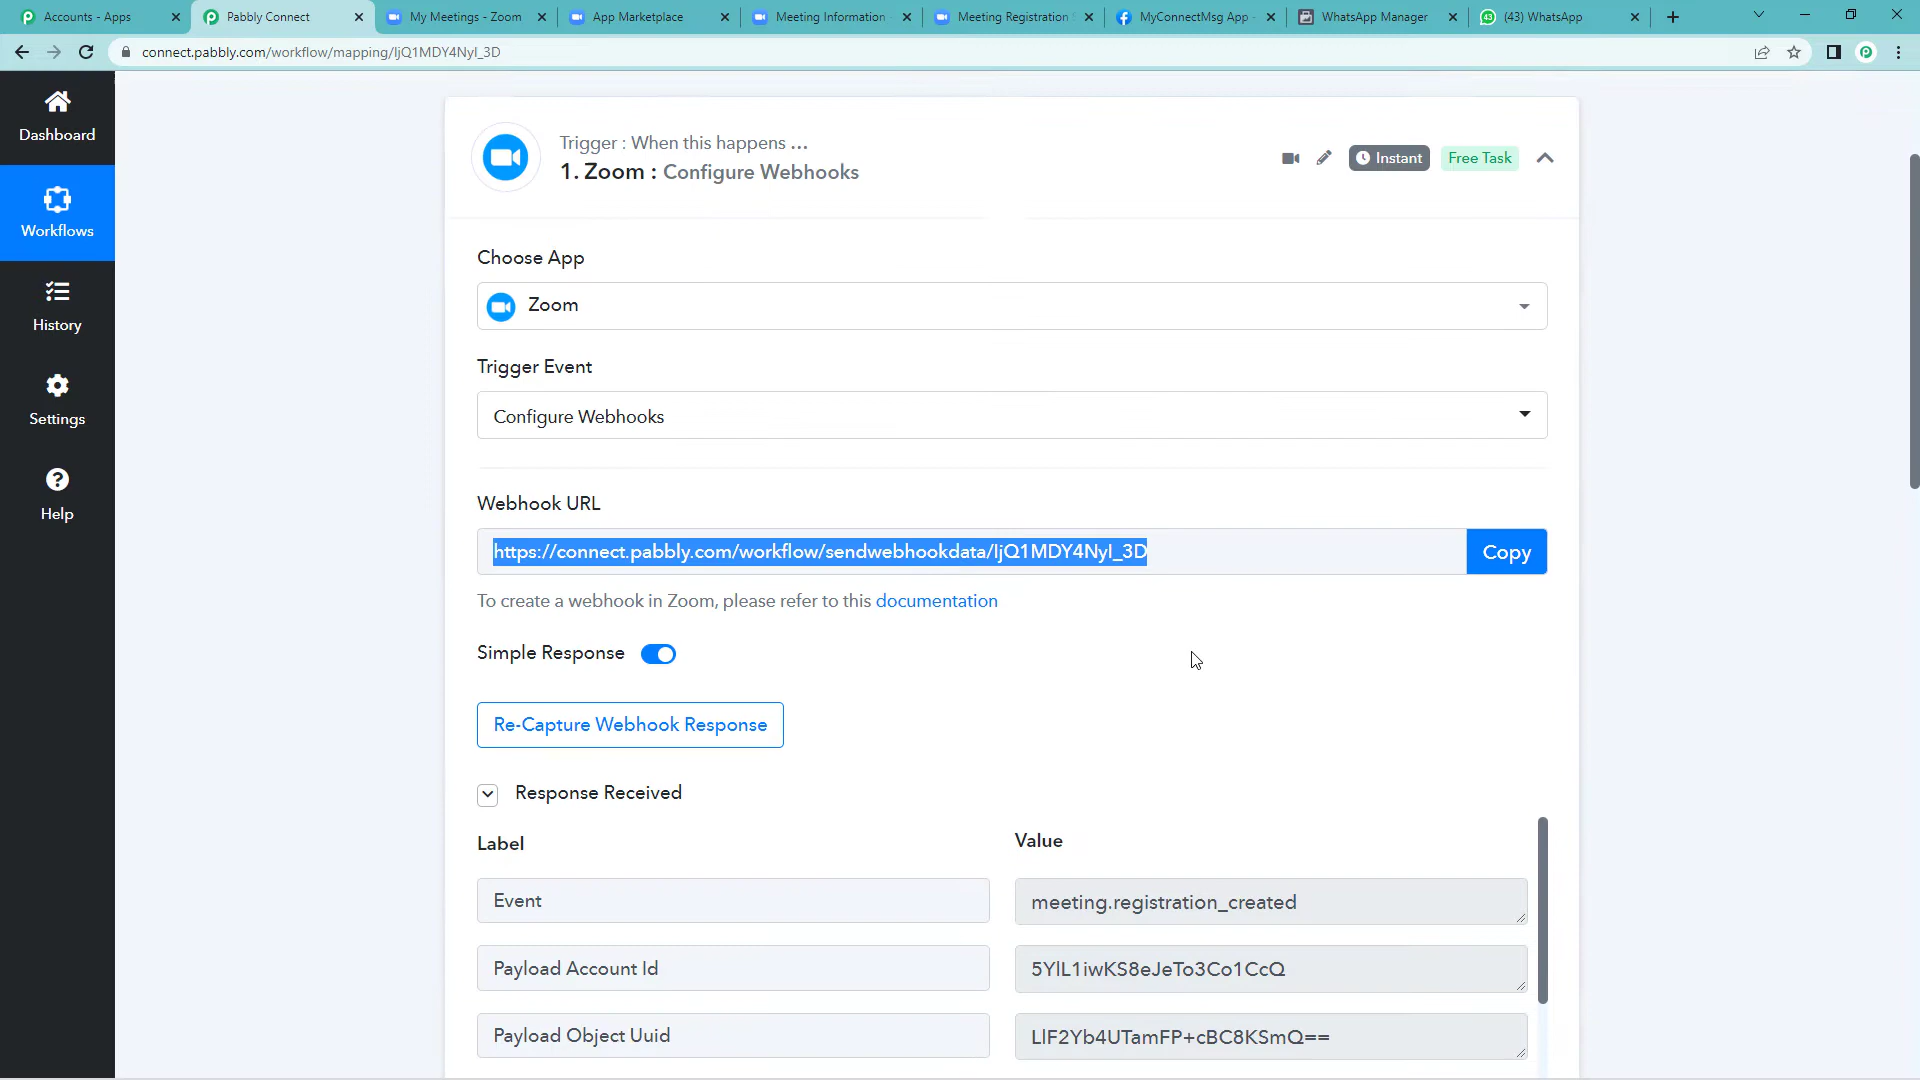 Accounts - Apps
Pabbly Connect
My Meetings - Zoom
App Marketplace
Meeting Information
Meeting Registration
MyConnectMsg App -
WhatsApp Manager
(43) WhatsApp
connect.pabbly.com/workflow/mapping/IjQ1MDY4NyI_3D
Dashboard
Workflows
History
Settings
Help
Trigger : When this happens ...
1. Zoom : Configure Webhooks
Instant
Free Task
Choose App
Zoom
Trigger Event
Configure Webhooks
Webhook URL
https://connect.pabbly.com/workflow/sendwebhookdata/IjQ1MDY4NyI_3D
Copy
To create a webhook in Zoom, please refer to this documentation
Simple Response
Re-Capture Webhook Response
Response Received
Label
Value
Event
meeting.registration_created
Payload Account Id
5YlL1iwKS8eJeTo3Co1CcQ
Payload Object Uuid
LlF2Yb4UTamFP+cBC8KSmQ==